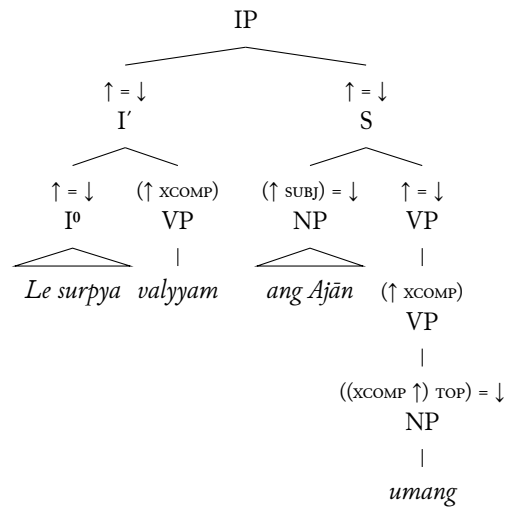 IP
↑ = ↓ ↑ = ↓
I′ S
↑ = ↓ (↑ XCOMP) (↑ SUBJ) = ↓ ↑ = ↓
I⁰ VP NP VP
Le surpya valyyam ang Ajān (↑ XCOMP)
VP
((XCOMP ↑) TOP) = ↓
NP
umang